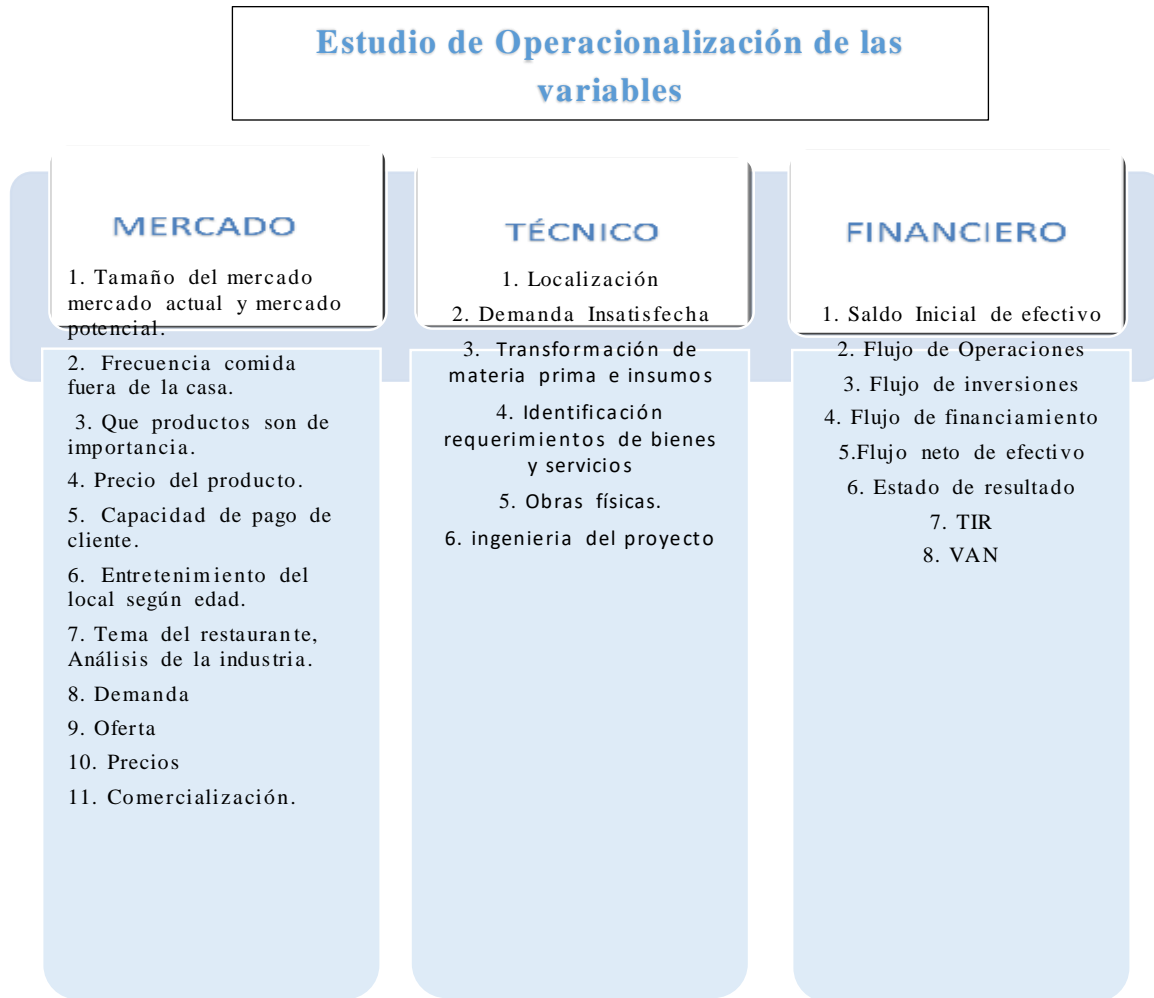 Estudio de Operacionalización de las
variables
MERCADO
1. Tamaño del mercado
mercado actual y mercado
potencial.
2. Frecuencia comida
fuera de la casa.
3. Que productos son de
importancia.
4. Precio del producto.
5. Capacidad de pago de
cliente.
6. Entretenimiento del
local según edad.
7. Tema del restaurante,
Análisis de la industria.
8. Demanda
9. Oferta
10. Precios
11. Comercialización.
TÉCNICO
1. Localización
2. Demanda Insatisfecha
3. Transformación de
materia prima e insumos
4. Identificación
requerimientos de bienes
y servicios
5. Obras físicas.
6. ingenieria del proyecto
FINANCIERO
1. Saldo Inicial de efectivo
2. Flujo de Operaciones
3. Flujo de inversiones
4. Flujo de financiamiento
5.Flujo neto de efectivo
6. Estado de resultado
7. TIR
8. VAN